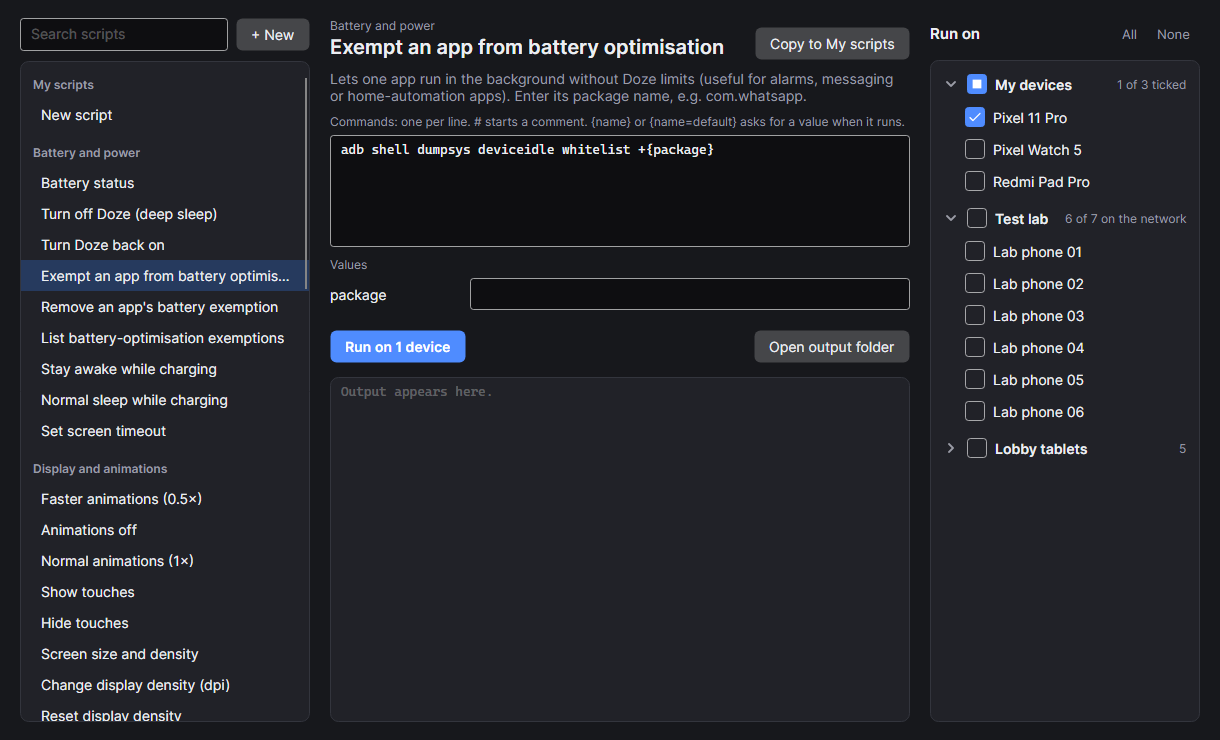 Search scripts
+ New
My scripts
New script
Battery and power
Battery status
Turn off Doze (deep sleep)
Turn Doze back on
Exempt an app from battery optimis...
Remove an app's battery exemption
List battery-optimisation exemptions
Stay awake while charging
Normal sleep while charging
Set screen timeout
Display and animations
Faster animations (0.5×)
Animations off
Normal animations (1×)
Show touches
Hide touches
Screen size and density
Change display density (dpi)
Reset display density
Battery and power
Exempt an app from battery optimisation
Copy to My scripts
Lets one app run in the background without Doze limits (useful for alarms, messaging
or home-automation apps). Enter its package name, e.g. com.whatsapp.
Commands: one per line. # starts a comment. {name} or {name=default} asks for a value when it runs.
adb shell dumpsys deviceidle whitelist +{package}
Values
package
Run on 1 device
Open output folder
Output appears here.
Run on
All
None
My devices
1 of 3 ticked
Pixel 11 Pro
Pixel Watch 5
Redmi Pad Pro
Test lab
6 of 7 on the network
Lab phone 01
Lab phone 02
Lab phone 03
Lab phone 04
Lab phone 05
Lab phone 06
Lobby tablets
5